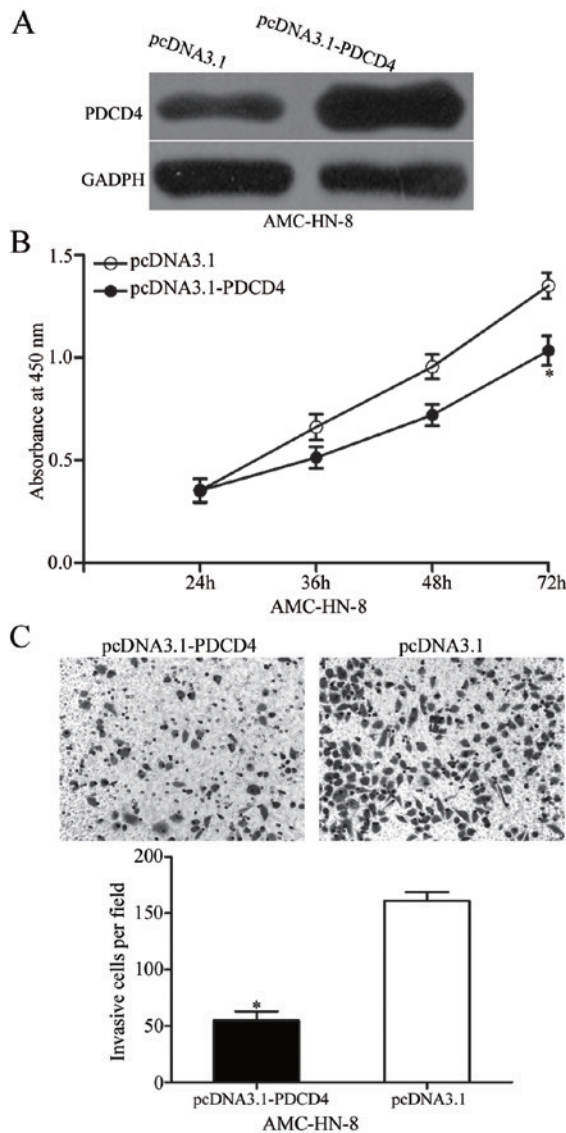 A
pcDNA3.1
pcDNA3.1-PDCD4
PDCD4
GADPH
AMC-HN-8
B
1.5
1.0
0.5
0.0
Absorbance at 450 nm
pcDNA3.1
pcDNA3.1-PDCD4
*
24h
36h
48h
72h
AMC-HN-8
C
pcDNA3.1-PDCD4
pcDNA3.1
200
150
100
50
0
Invasive cells per field
*
pcDNA3.1-PDCD4
pcDNA3.1
AMC-HN-8